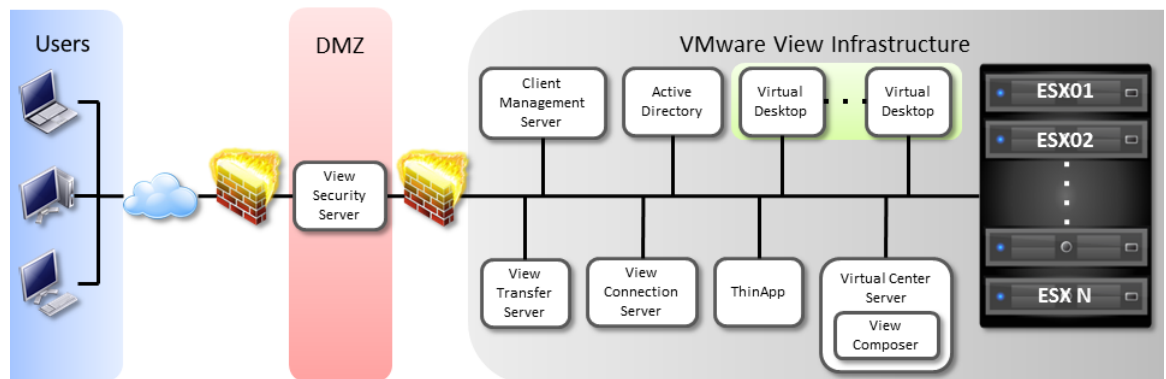 Users
DMZ
VMware View Infrastructure
Client
Management
Server
Active
Directory
Virtual
Desktop
Virtual
Desktop
ESX01
ESX02
View
Security
Server
View
Transfer
Server
View
Connection
Server
ThinApp
Virtual Center
Server
View
Composer
ESX N